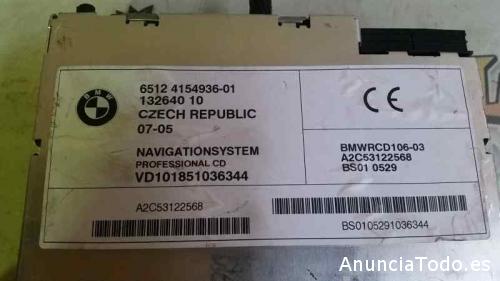 BMW
6512 4154936-01
132640 10
CZECH REPUBLIC
07-05
NAVIGATIONSYSTEM
PROFESSIONAL CD
VD101851036344
A2C53122568
CE
BMWRCD106-03
A2C53122568
BS01 0529
BS0105291036344
AnunciaTodo.es